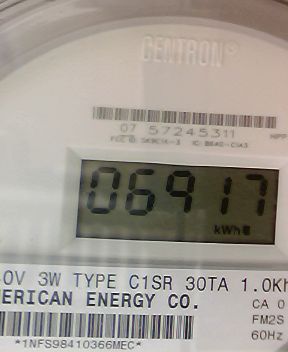 CENTRON®
07 57245311
06917
kWh
0V 3W TYPE C1SR 30TA 1.0Kh
ERICAN ENERGY CO.
CA 0
FM2S
60Hz
*1NFS98410366MEC*